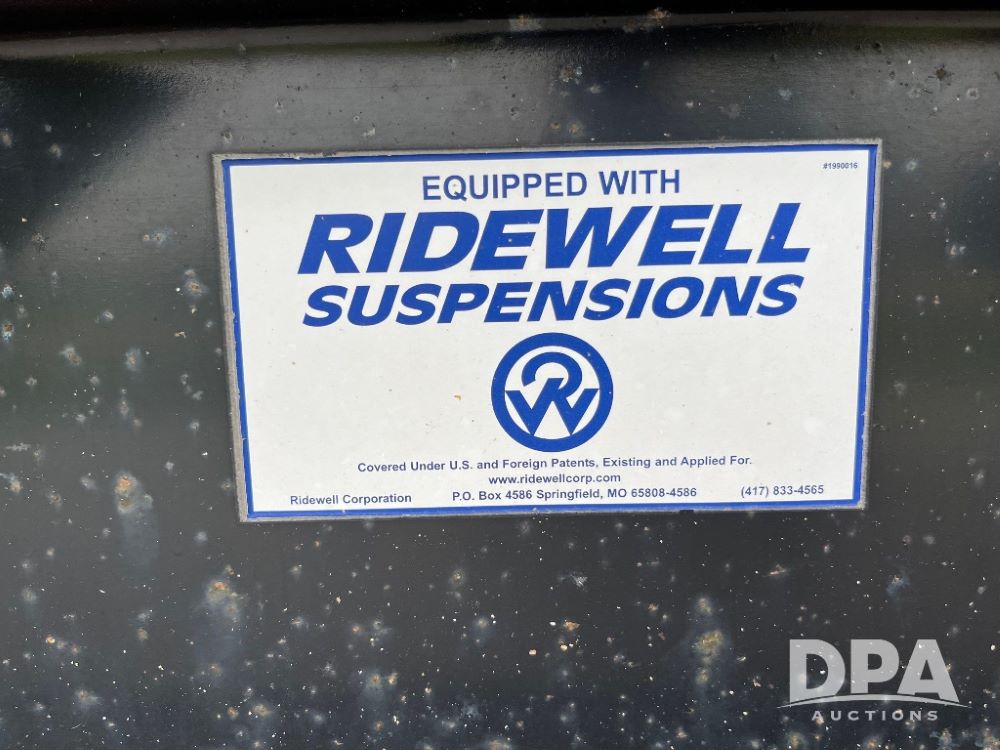 #1990016
EQUIPPED WITH
RIDEWELL
SUSPENSIONS
RW
Covered Under U.S. and Foreign Patents, Existing and Applied For.
www.ridewellcorp.com
Ridewell Corporation P.O. Box 4586 Springfield, MO 65808-4586 (417) 833-4565
DPA
AUCTIONS